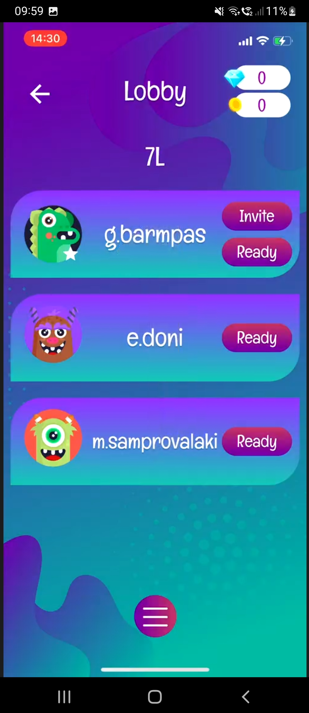 09:59
11%
14:30
Lobby
0
0
7L
g.barmpas
Invite
Ready
e.doni
Ready
m.samprovalaki
Ready